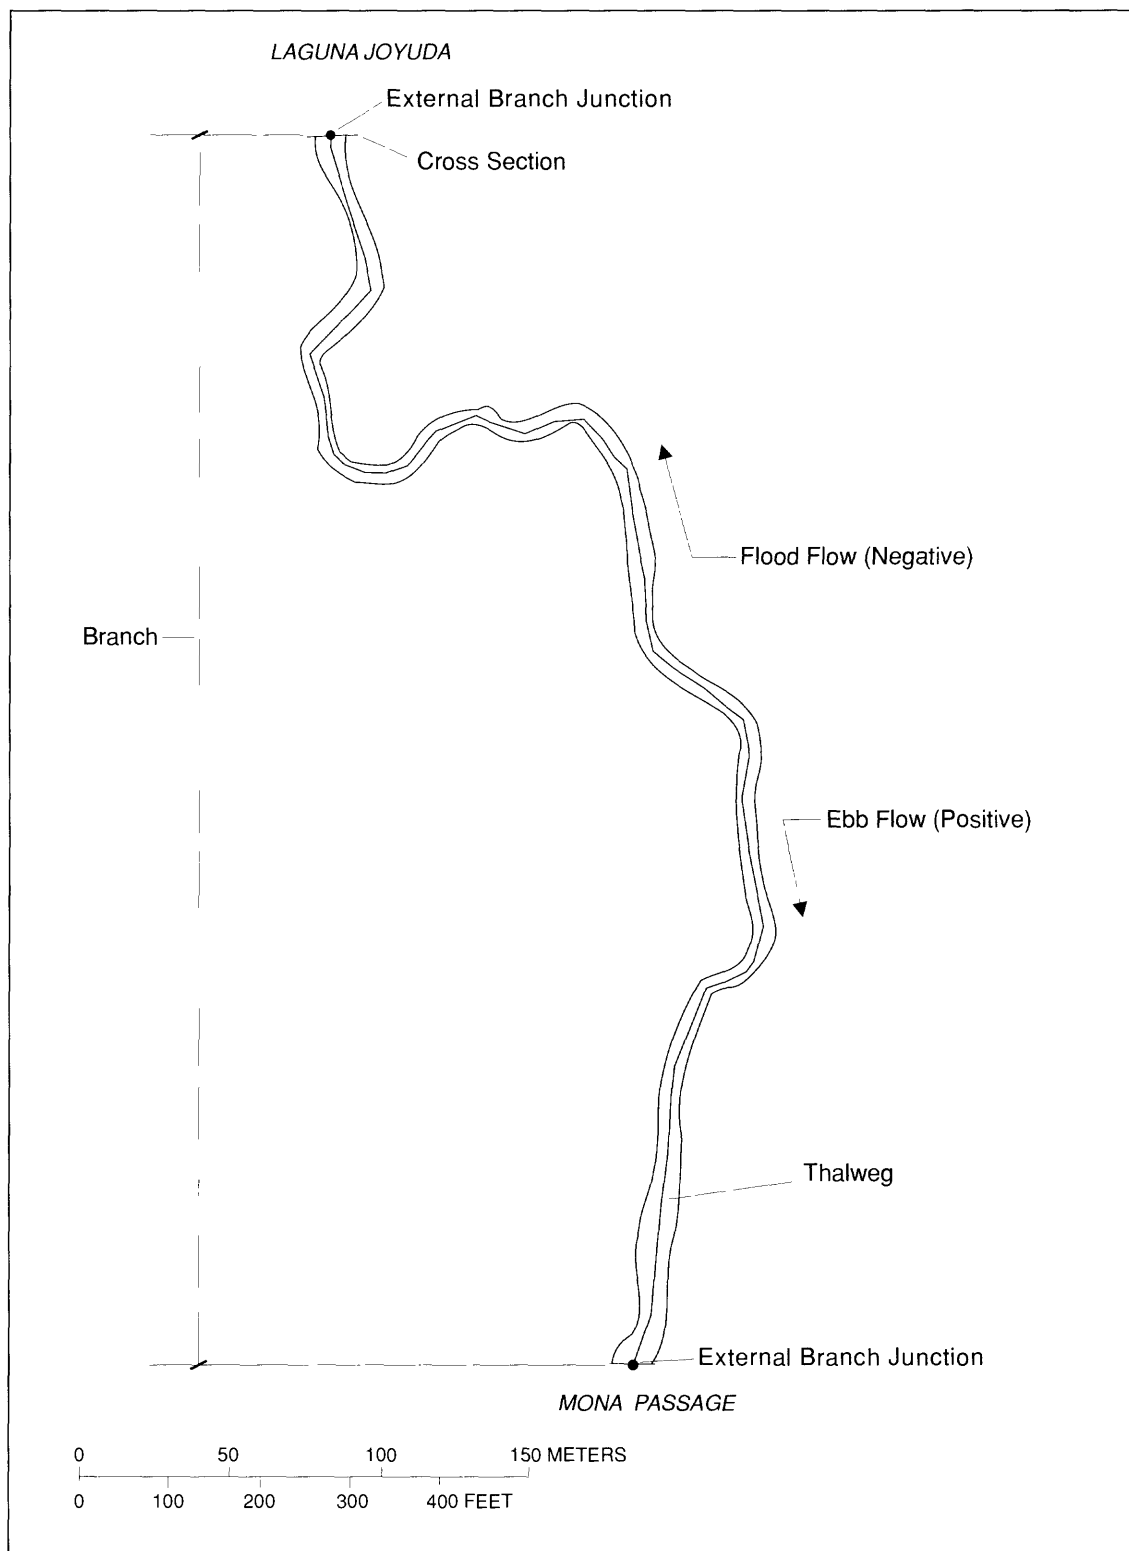 LAGUNA JOYUDA
External Branch Junction
Cross Section
Flood Flow (Negative)
Branch
Ebb Flow (Positive)
Thalweg
External Branch Junction
MONA PASSAGE
0 50 100 150 METERS
0 100 200 300 400 FEET